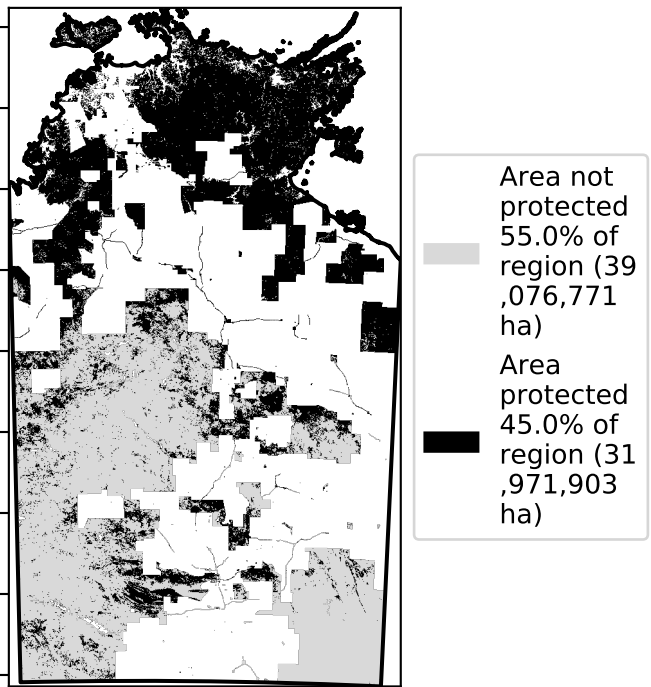 Area not
protected
55.0% of
region (39
,076,771
ha)
Area
protected
45.0% of
region (31
,971,903
ha)